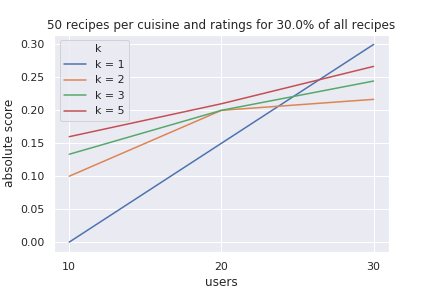 50 recipes per cuisine and ratings for 30.0% of all recipes
0.30
0.25
0.20
0.15
0.10
0.05
0.00
absolute score
k
k = 1
k = 2
k = 3
k = 5
10
20
30
users